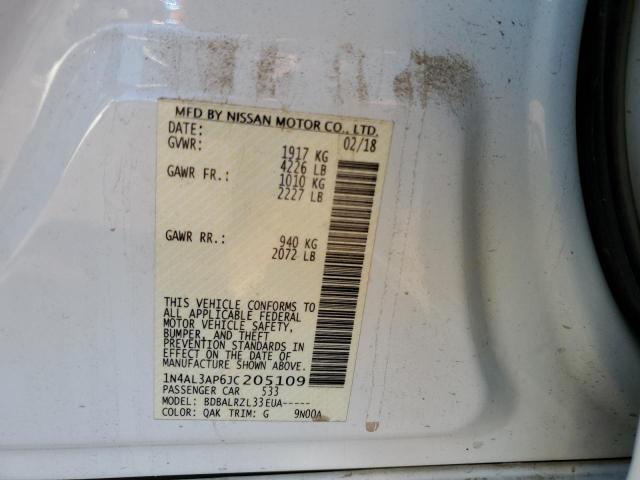 MFD BY NISSAN MOTOR CO., LTD.
DATE: 02/18
GVWR: 1917 KG
4226 LB
GAWR FR.: 1010 KG
2227 LB
GAWR RR.: 940 KG
2072 LB
THIS VEHICLE CONFORMS TO
ALL APPLICABLE FEDERAL
MOTOR VEHICLE SAFETY,
BUMPER, AND THEFT
PREVENTION STANDARDS IN
EFFECT ON THE DATE OF
MANUFACTURE SHOWN ABOVE.
1N4AL3AP6JC205109
PASSENGER CAR 533
MODEL: BDBALRZL33EUA-----
COLOR: QAK TRIM: G 9N00A